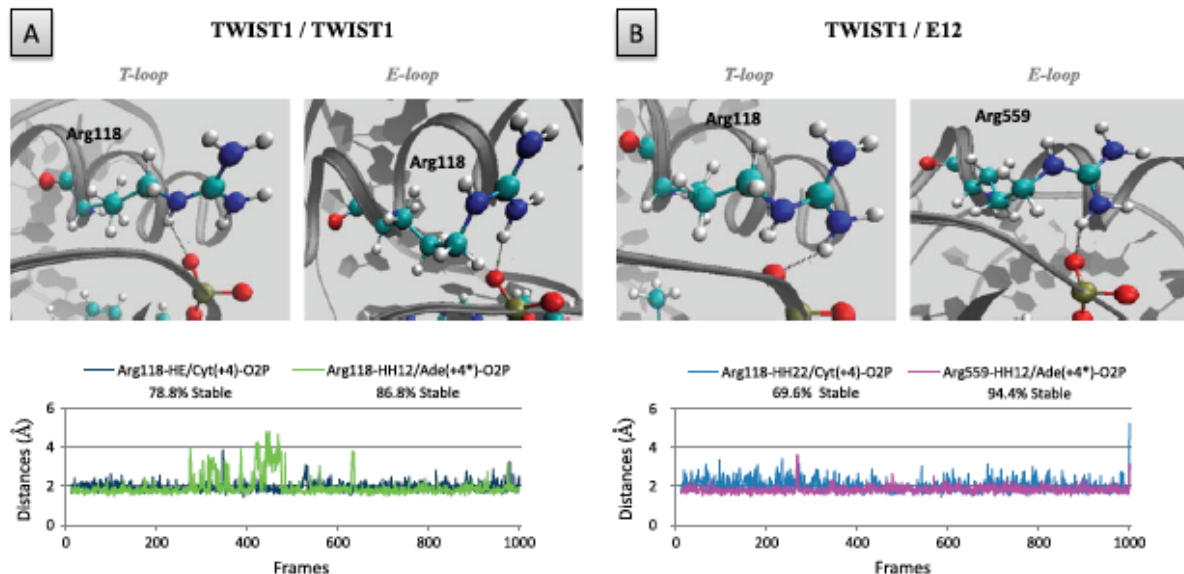 A
TWIST1 / TWIST1
T-loop
E-loop
Arg118
Arg118
Arg118-HE/Cyt(+4)-O2P
Arg118-HH12/Ade(+4*)-O2P
78.8% Stable
86.8% Stable
Distances (Å)
6
4
2
0
0
200
400
600
800
1000
Frames
B
TWIST1 / E12
T-loop
E-loop
Arg118
Arg559
Arg118-HH22/Cyt(+4)-O2P
Arg559-HH12/Ade(+4*)-O2P
69.6% Stable
94.4% Stable
Distances (Å)
6
4
2
0
0
200
400
600
800
1000
Frames